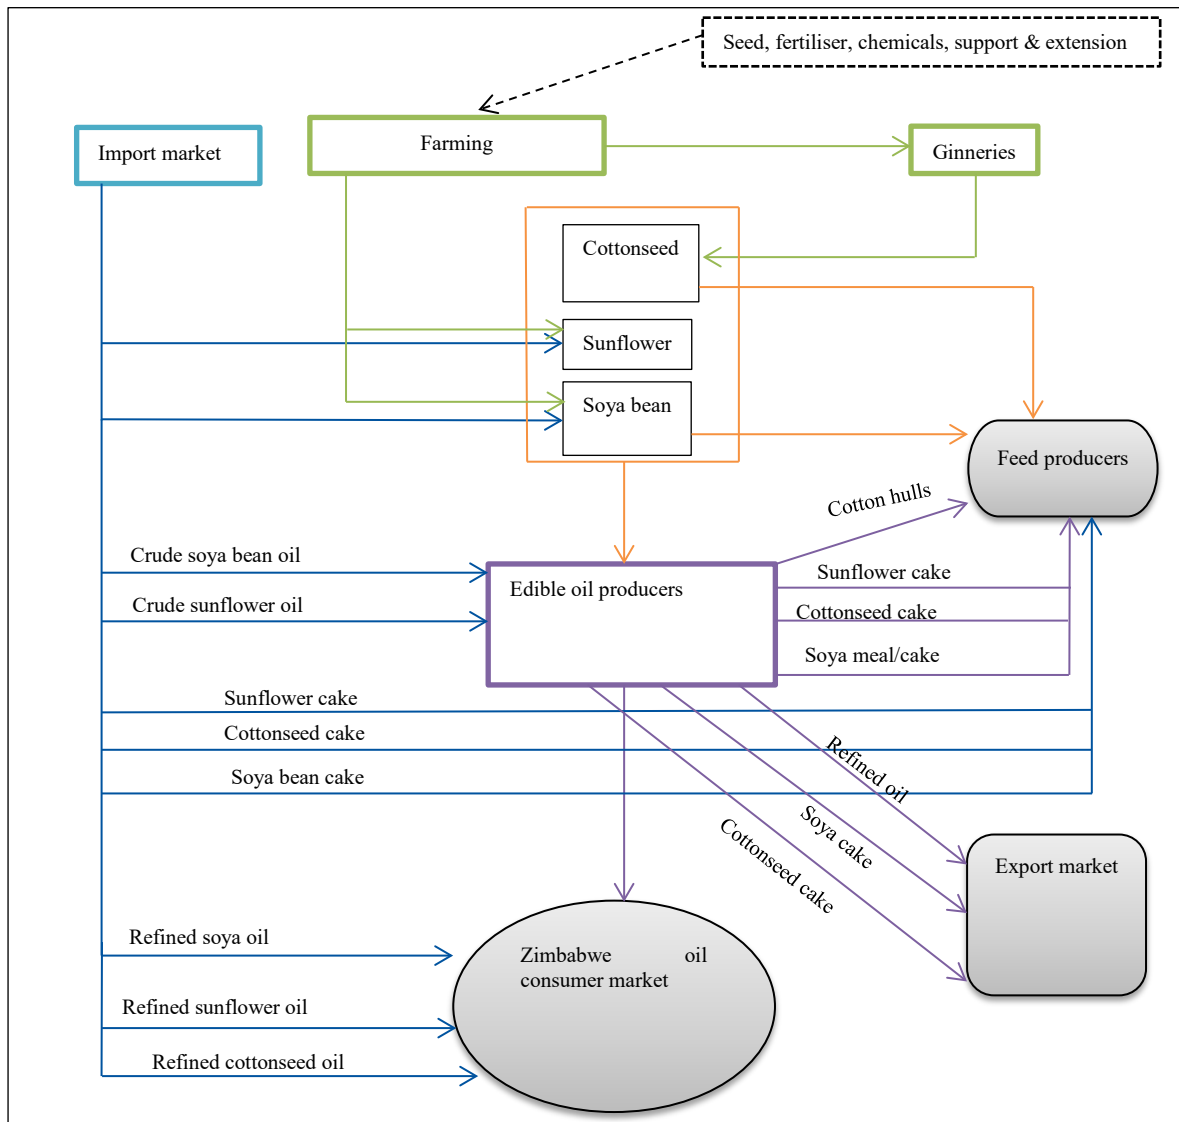 Seed, fertiliser, chemicals, support & extension
Import market
Farming
Ginneries
Cottonseed
Sunflower
Soya bean
Feed producers
Cotton hulls
Crude soya bean oil
Edible oil producers
Sunflower cake
Crude sunflower oil
Cottonseed cake
Soya meal/cake
Sunflower cake
Cottonseed cake
Soya bean cake
Refined oil
Soya cake
Cottonseed cake
Export market
Refined soya oil
Zimbabwe oil
consumer market
Refined sunflower oil
Refined cottonseed oil